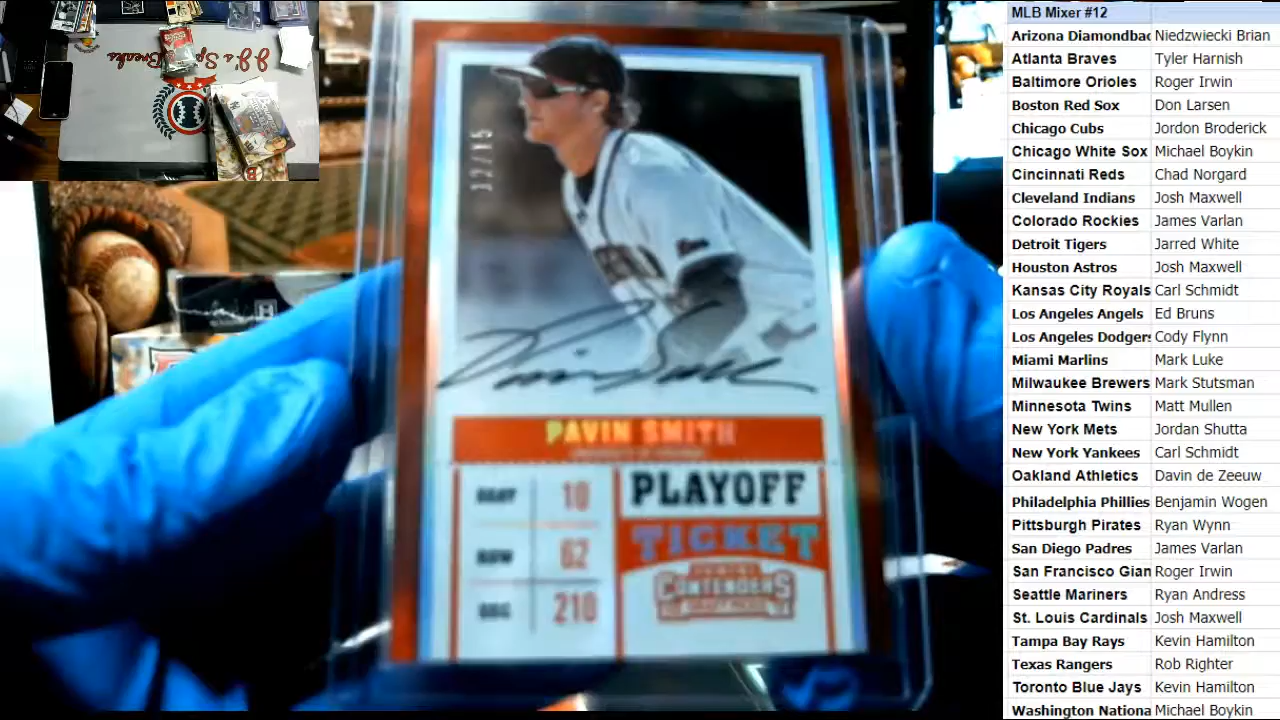 MLB Mixer #12
Arizona Diamondbac Niedzwiecki Brian
Atlanta Braves Tyler Harnish
Baltimore Orioles Roger Irwin
Boston Red Sox Don Larsen
Chicago Cubs Jordon Broderick
Chicago White Sox Michael Boykin
Cincinnati Reds Chad Norgard
Cleveland Indians Josh Maxwell
Colorado Rockies James Varlan
Detroit Tigers Jarred White
Houston Astros Josh Maxwell
Kansas City Royals Carl Schmidt
Los Angeles Angels Ed Bruns
Los Angeles Dodgers Cody Flynn
Miami Marlins Mark Luke
Milwaukee Brewers Mark Stutsman
Minnesota Twins Matt Mullen
New York Mets Jordan Shutta
New York Yankees Carl Schmidt
Oakland Athletics Davin de Zeeuw
Philadelphia Phillies Benjamin Wogen
Pittsburgh Pirates Ryan Wynn
San Diego Padres James Varlan
San Francisco Gian Roger Irwin
Seattle Mariners Ryan Andress
St. Louis Cardinals Josh Maxwell
Tampa Bay Rays Kevin Hamilton
Texas Rangers Rob Righter
Toronto Blue Jays Kevin Hamilton
Washington Nationa Michael Boykin
J's Sp Breaks
PAVIN SMITH
10
62
210
PLAYOFF
TICKET
CONTENDERS